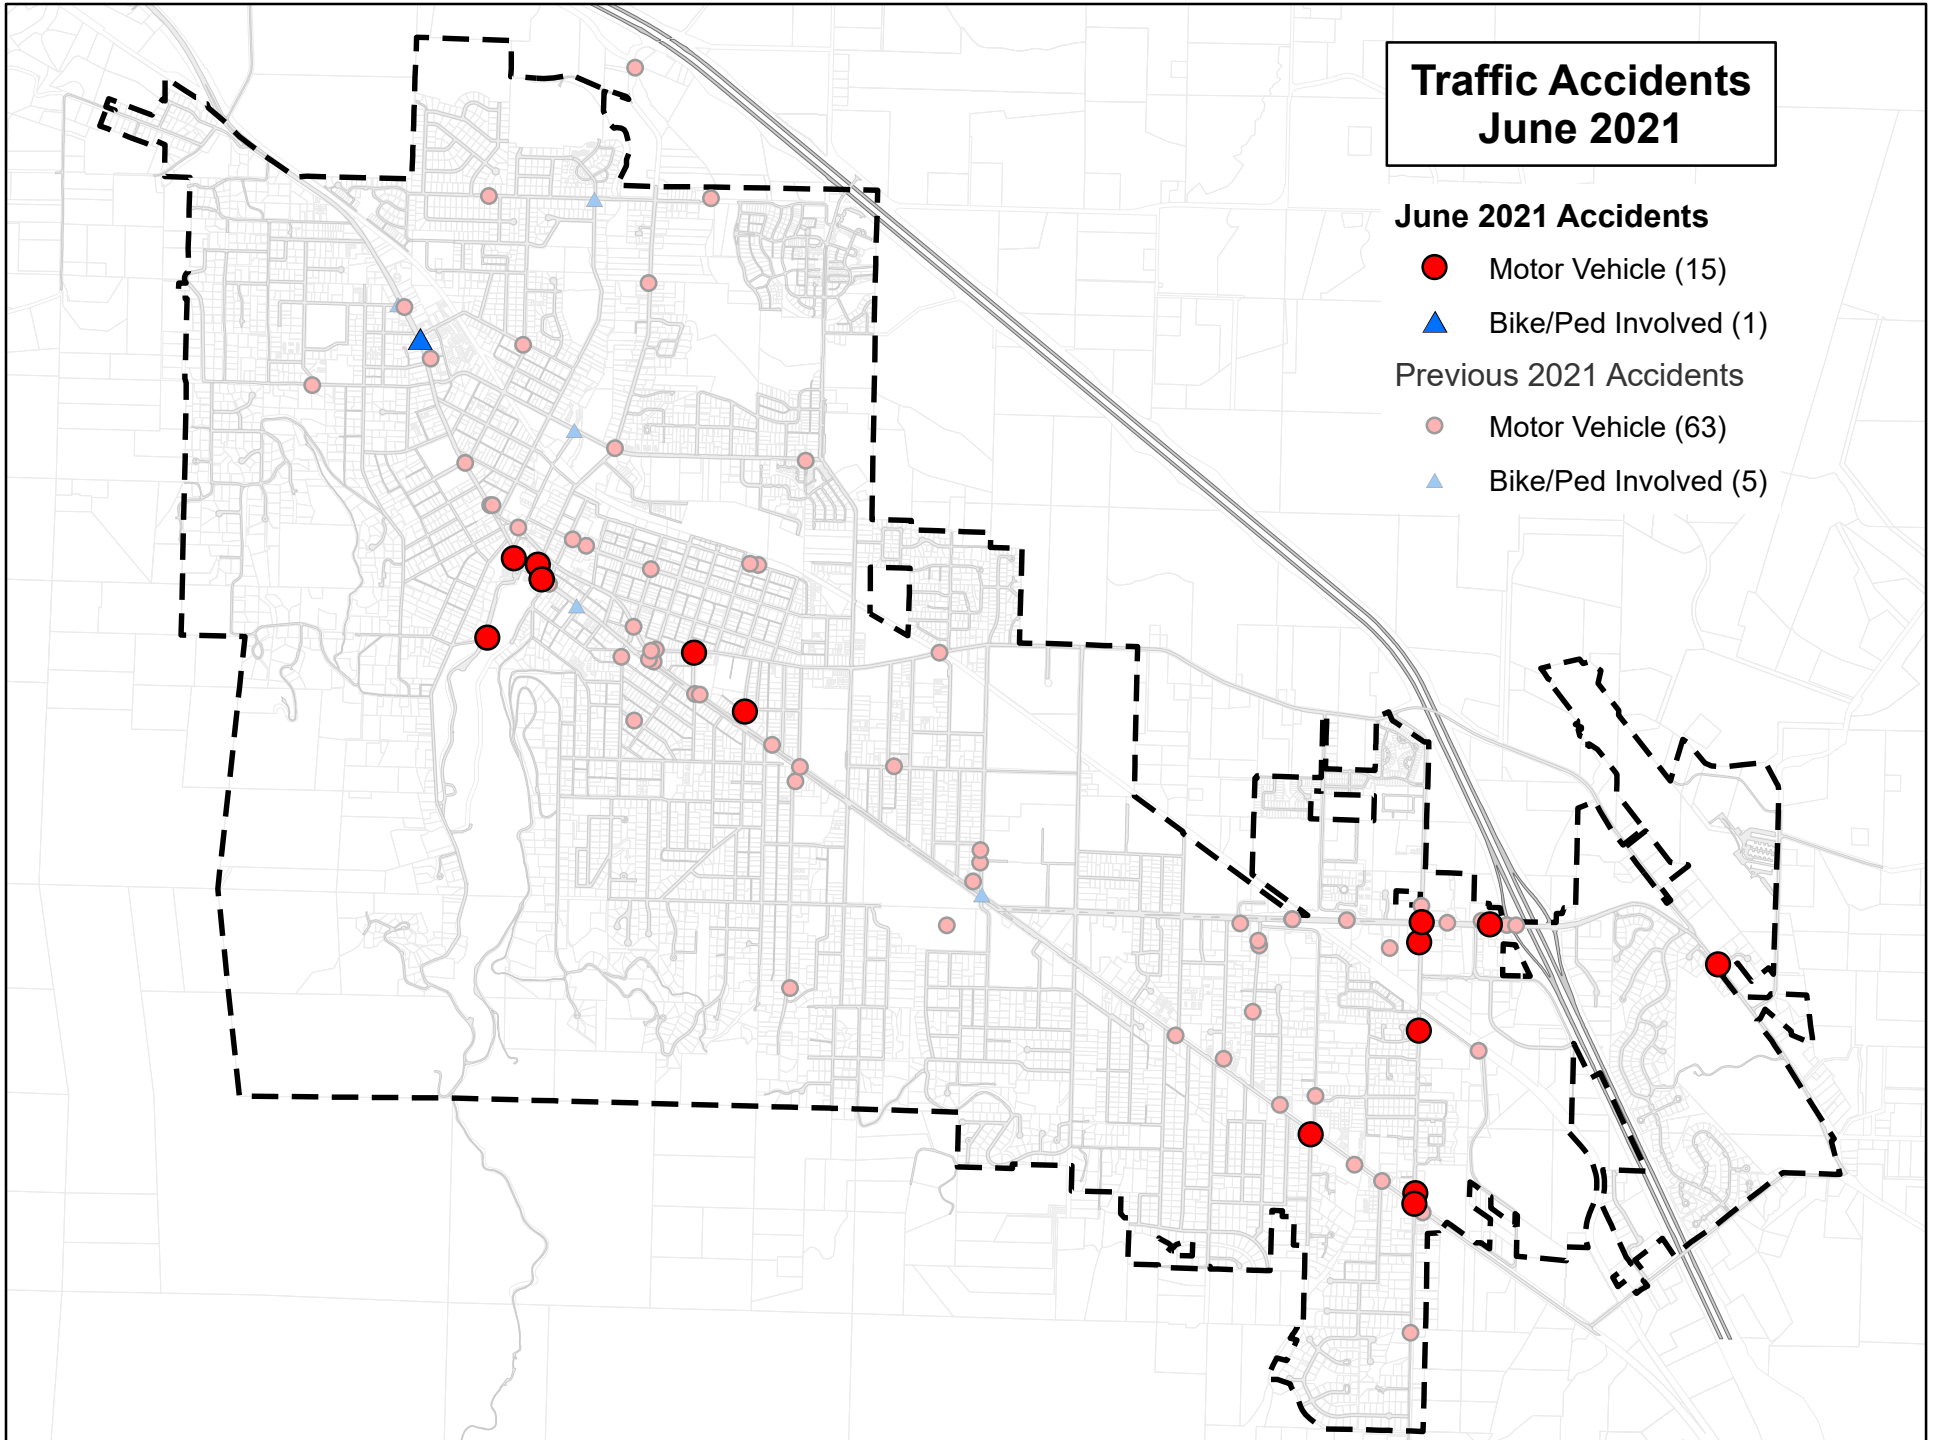 Traffic Accidents
June 2021
June 2021 Accidents
Motor Vehicle (15)
Bike/Ped Involved (1)
Previous 2021 Accidents
Motor Vehicle (63)
Bike/Ped Involved (5)